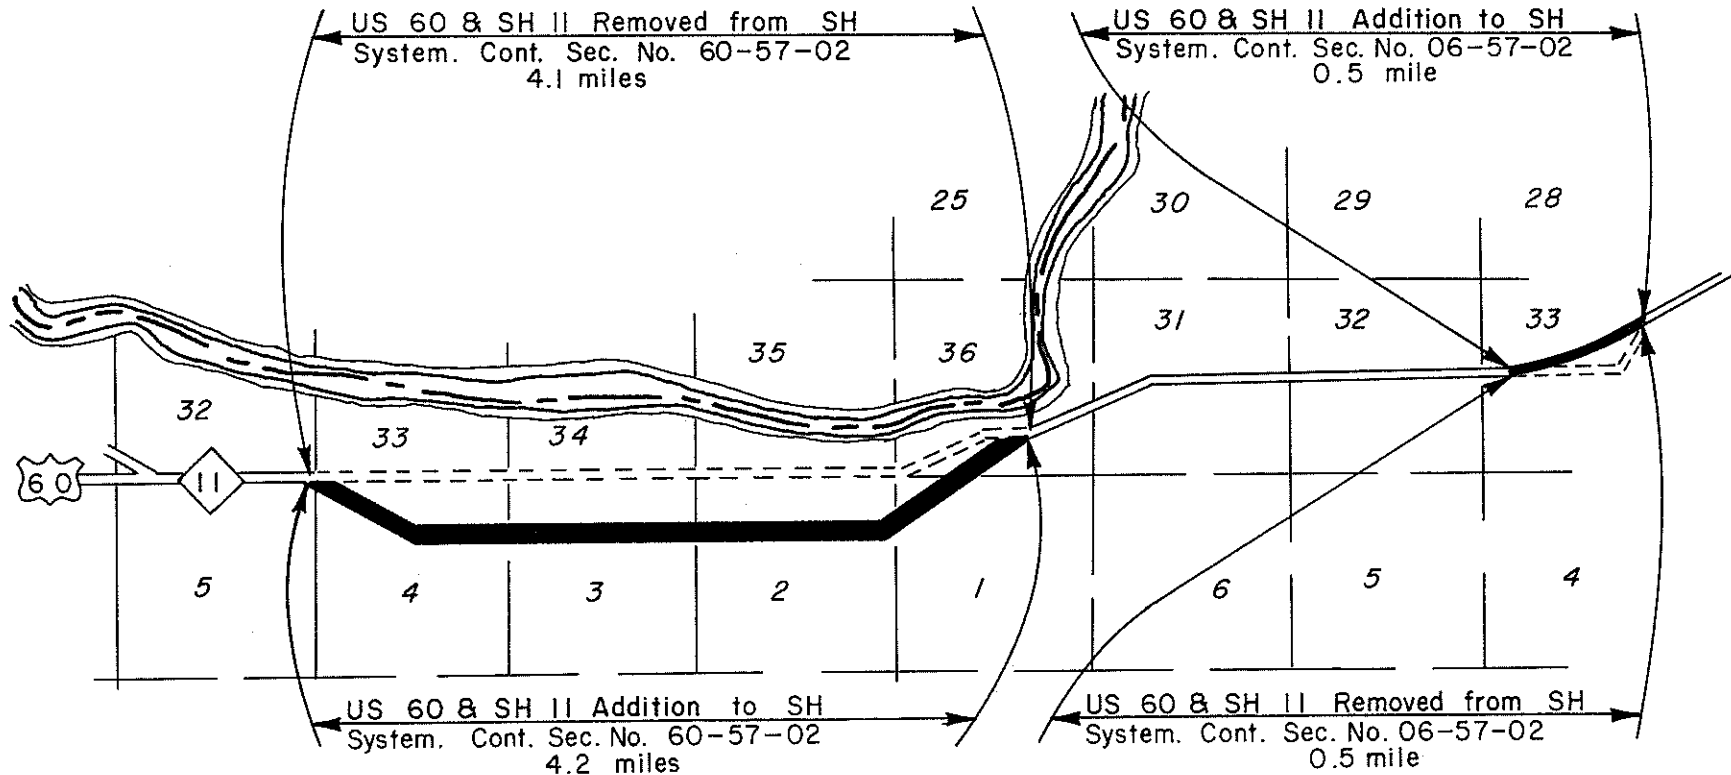 US 60 & SH 11 Removed from SH
System. Cont. Sec. No. 60-57-02
4.1 miles
US 60 & SH 11 Addition to SH
System. Cont. Sec. No. 06-57-02
0.5 mile
25
30
29
28
31
32
33
35
36
32
33
34
60
11
5
4
3
2
1
6
5
4
US 60 & SH 11 Addition to SH
System. Cont. Sec. No. 60-57-02
4.2 miles
US 60 & SH 11 Removed from SH
System. Cont. Sec. No. 06-57-02
0.5 mile